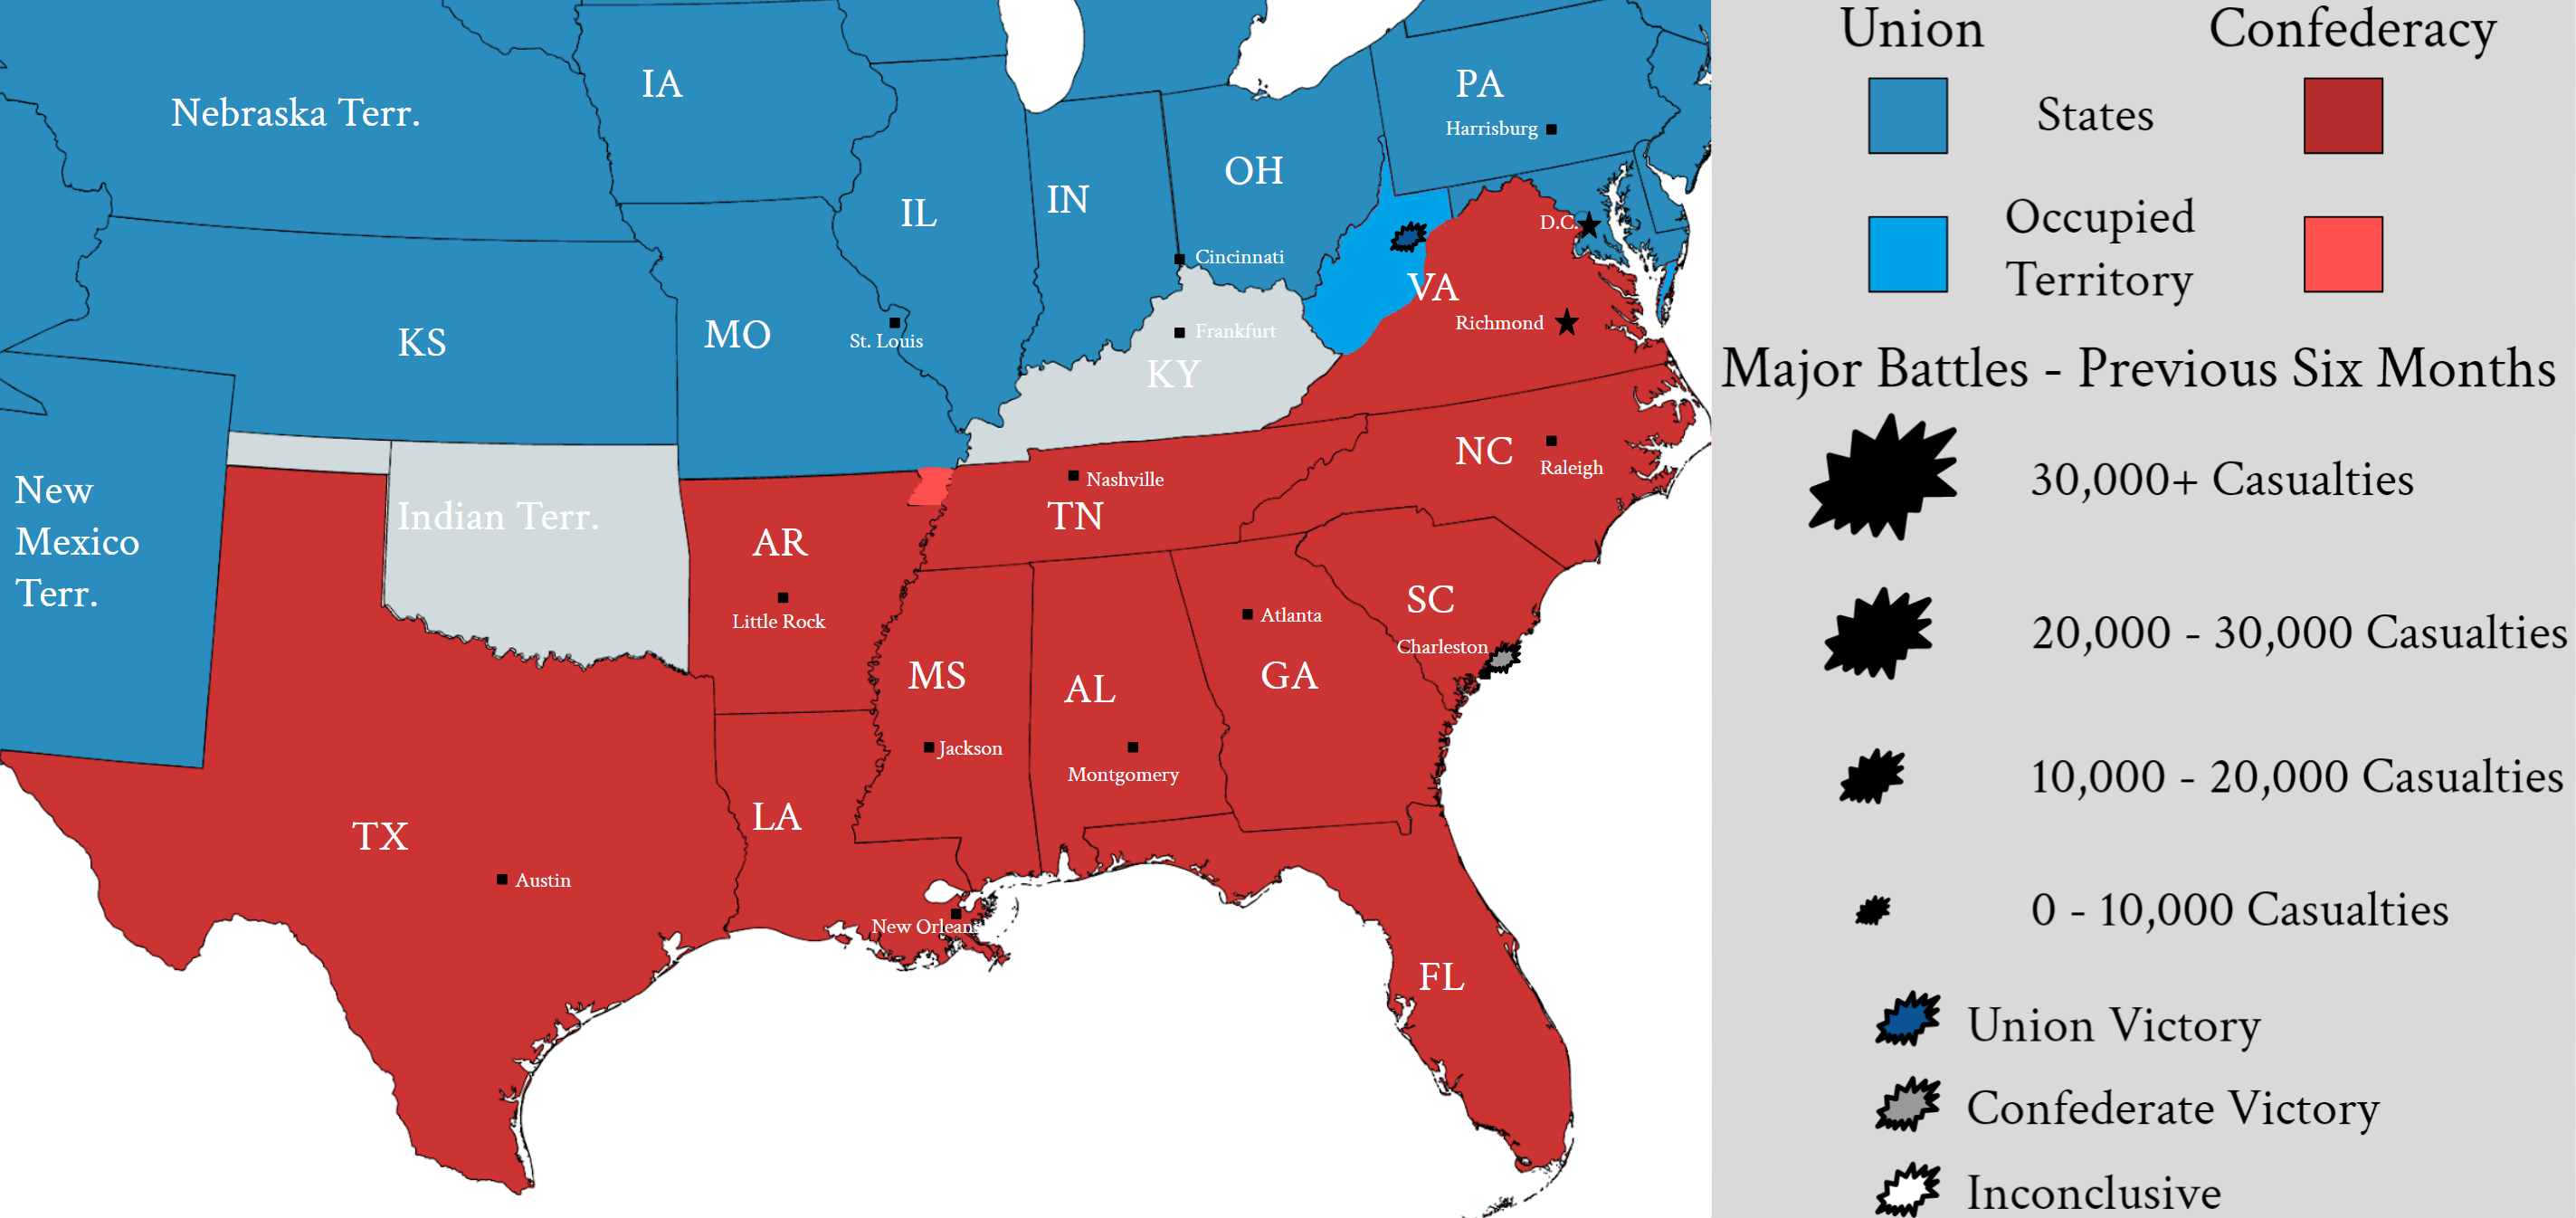 Nebraska Terr.
IA
IL
IN
OH
PA
Harrisburg
D.C.
Cincinnati
VA
Richmond
KS
MO
St. Louis
Frankfurt
KY
New
Mexico
Terr.
Indian Terr.
Nashville
TN
NC
Raleigh
AR
Little Rock
SC
Charleston
Atlanta
MS
AL
GA
Jackson
Montgomery
TX
LA
Austin
New Orleans
FL
Union
Confederacy
States
Occupied
Territory
Major Battles - Previous Six Months
30,000+ Casualties
20,000 - 30,000 Casualties
10,000 - 20,000 Casualties
0 - 10,000 Casualties
Union Victory
Confederate Victory
Inconclusive